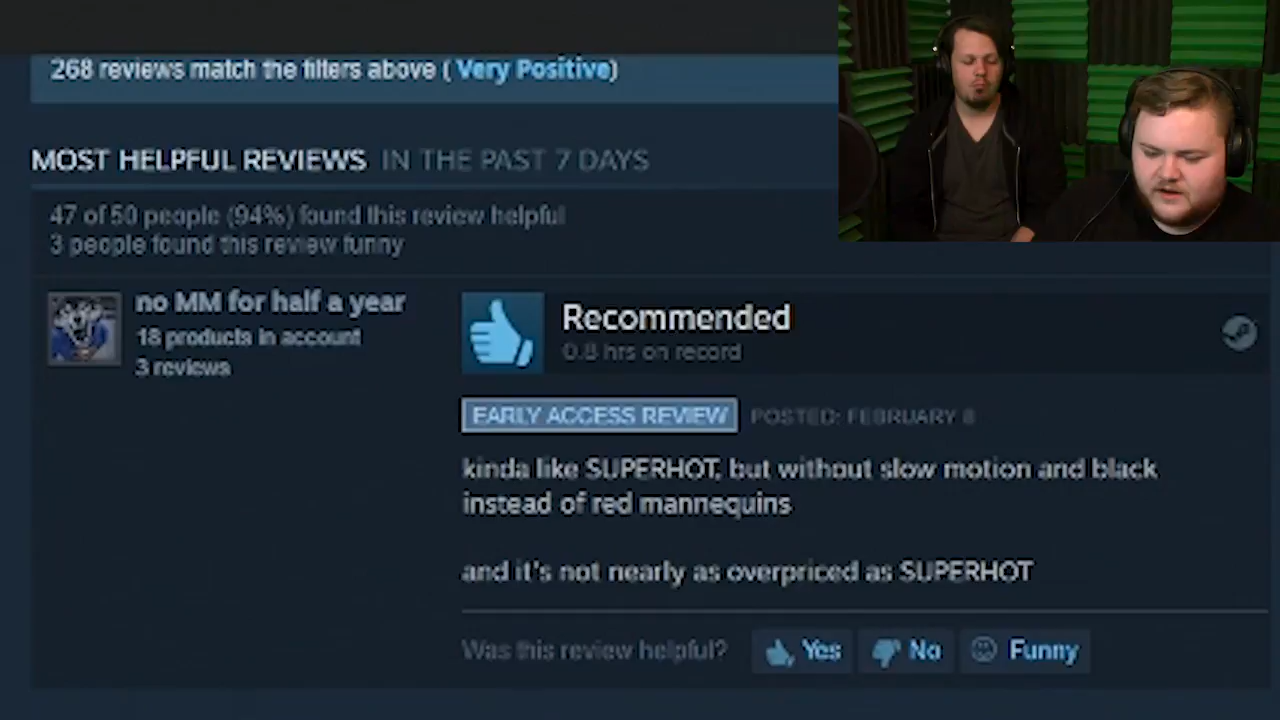 268 reviews match the filters above ( Very Positive)
MOST HELPFUL REVIEWS IN THE PAST 7 DAYS
47 of 50 people (94%) found this review helpful
3 people found this review funny
no MM for half a year
18 products in account
3 reviews
Recommended
0.8 hrs on record
EARLY ACCESS REVIEW POSTED: FEBRUARY 8
kinda like SUPERHOT, but without slow motion and black
instead of red mannequins
and it's not nearly as overpriced as SUPERHOT
Was this review helpful? Yes No Funny